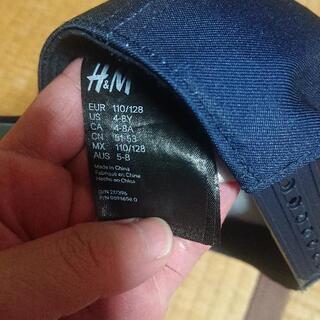 H&M
EUR 110/128
US 4-8Y
CA 4-8A
CN 51-53
MX 110/128
AUS 5-8
Made in China
Fabriqué en Chine
Hecho en China